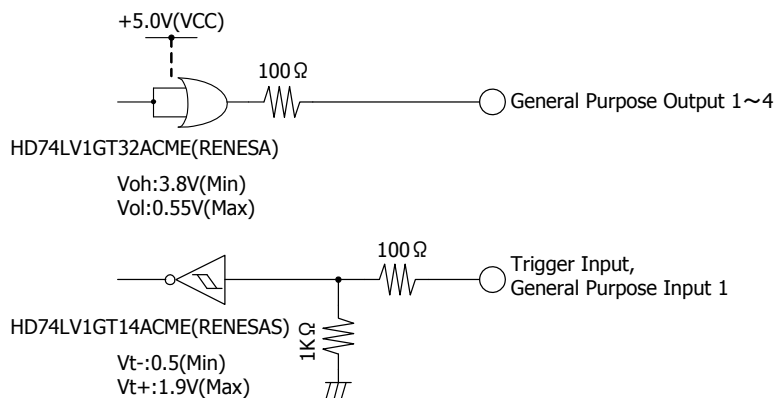 +5.0V(VCC)
100Ω
General Purpose Output 1～4
HD74LV1GT32ACME(RENESA)
Voh:3.8V(Min)
Vol:0.55V(Max)
100Ω
Trigger Input,
General Purpose Input 1
HD74LV1GT14ACME(RENESAS)
1KΩ
Vt-:0.5(Min)
Vt+:1.9V(Max)